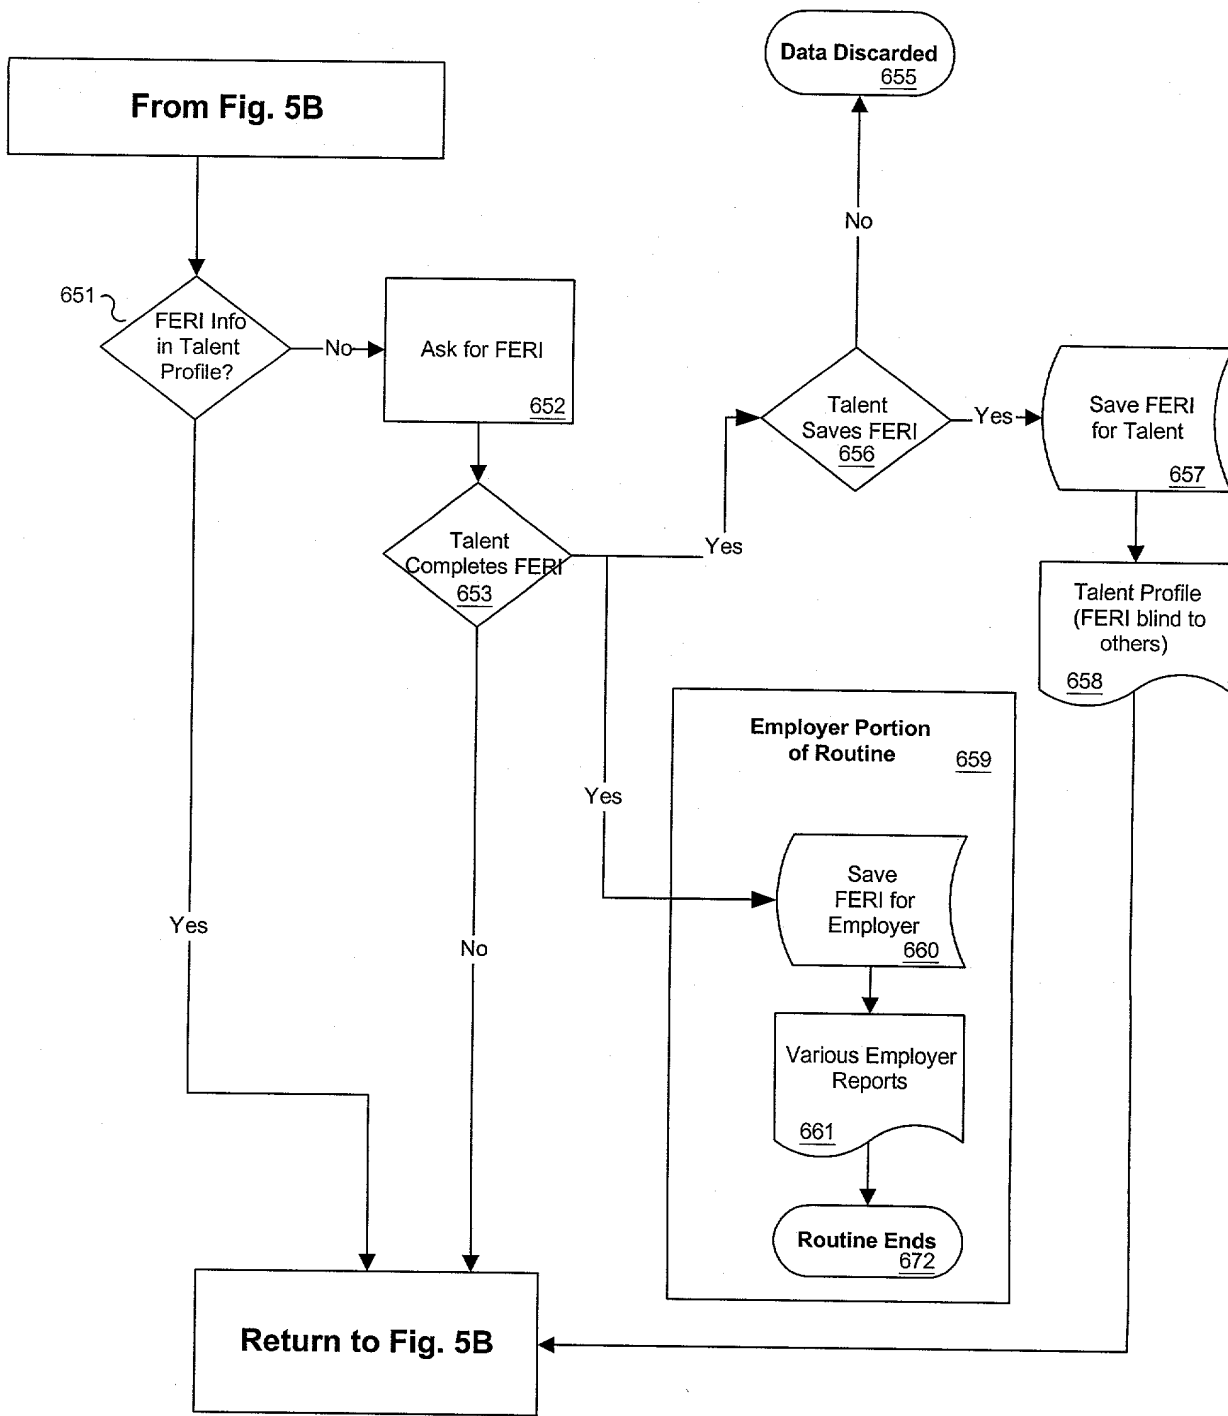 Data Discarded
655
From Fig. 5B
No
651
FERI Info
in Talent
Profile?
No
Ask for FERI
652
Talent
Saves FERI
656
Yes
Save FERI
for Talent
657
Talent
Completes FERI
653
Yes
Talent Profile
(FERI blind to
others)
658
Employer Portion
of Routine
659
Yes
Save
FERI for
Employer
660
Yes
No
Various Employer
Reports
661
Routine Ends
672
Return to Fig. 5B